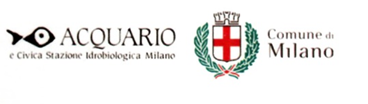 ACQUARIO
e Civica Stazione Idrobiologica Milano
Comune di
Milano